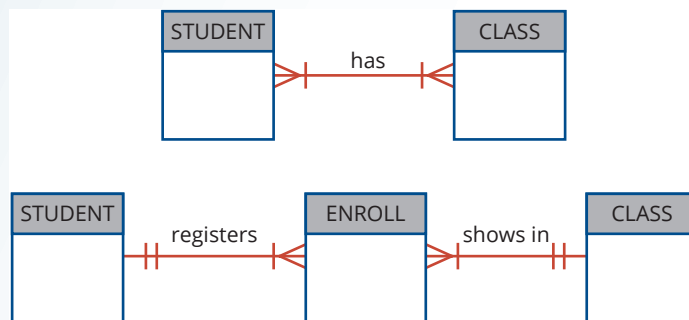 STUDENT
CLASS
has
STUDENT
registers
ENROLL
shows in
CLASS